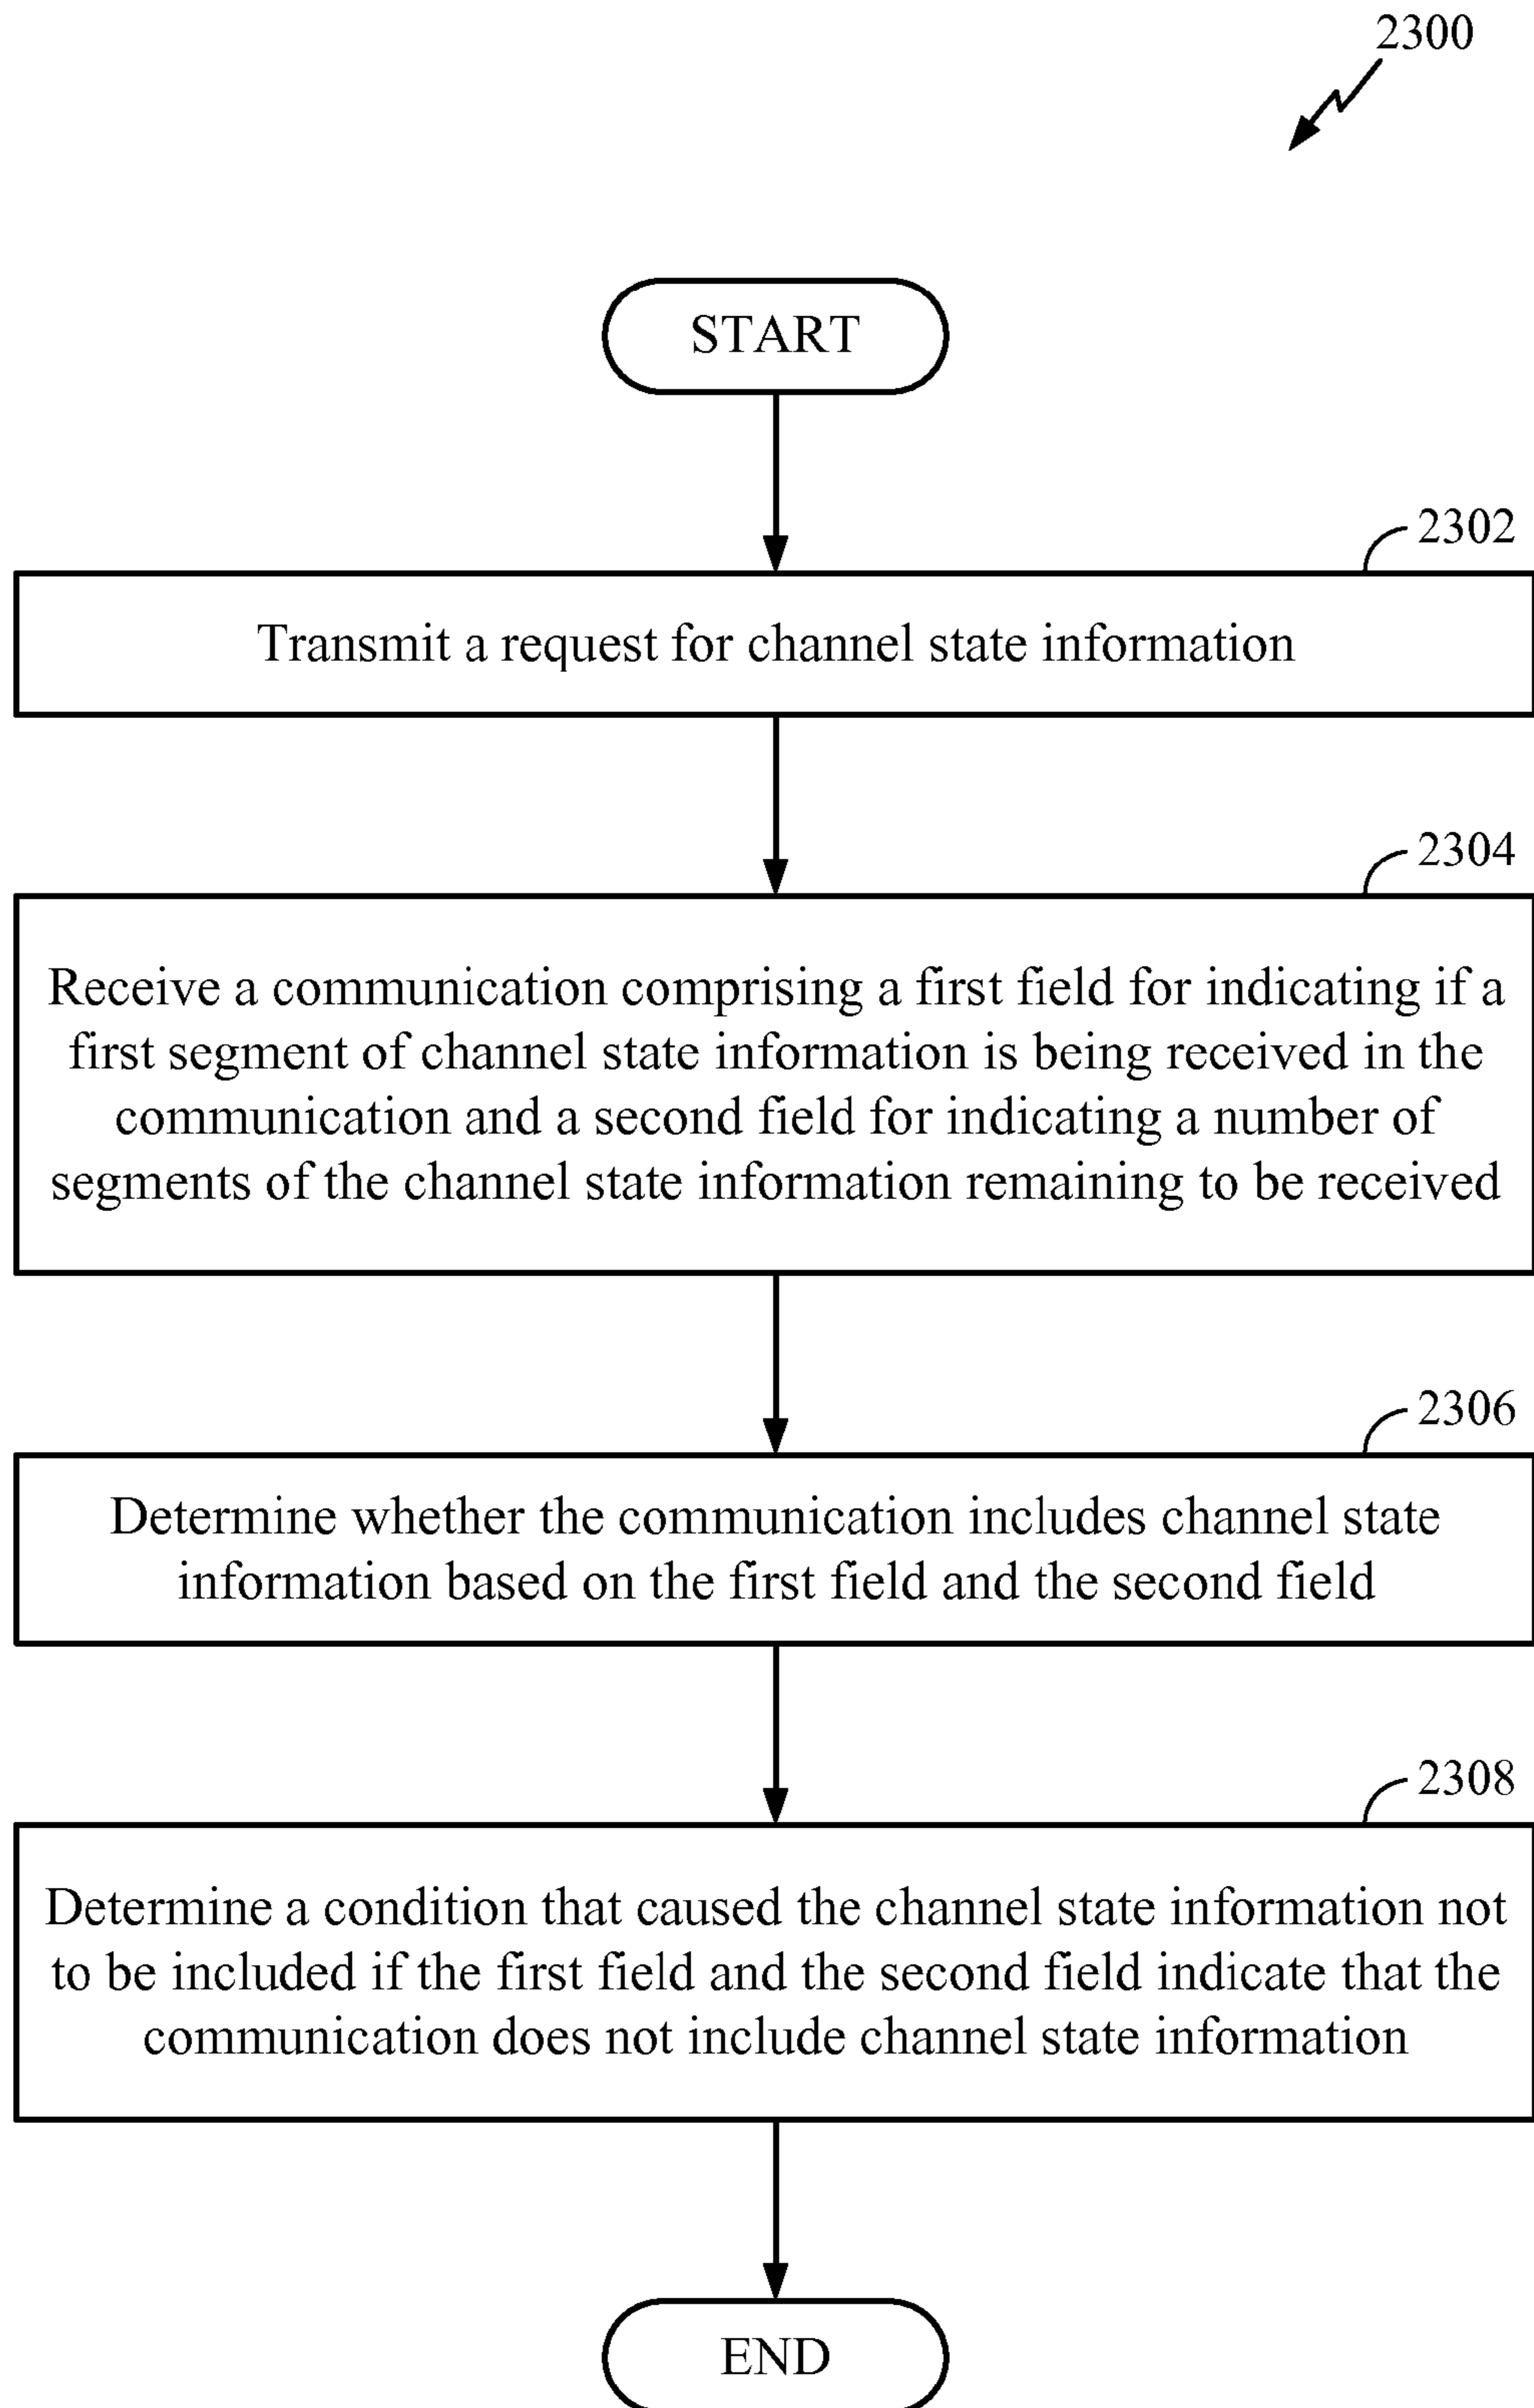 2300
START
2302
Transmit a request for channel state information
2304
Receive a communication comprising a first field for indicating if a
first segment of channel state information is being received in the
communication and a second field for indicating a number of
segments of the channel state information remaining to be received
2306
Determine whether the communication includes channel state
information based on the first field and the second field
2308
Determine a condition that caused the channel state information not
to be included if the first field and the second field indicate that the
communication does not include channel state information
END